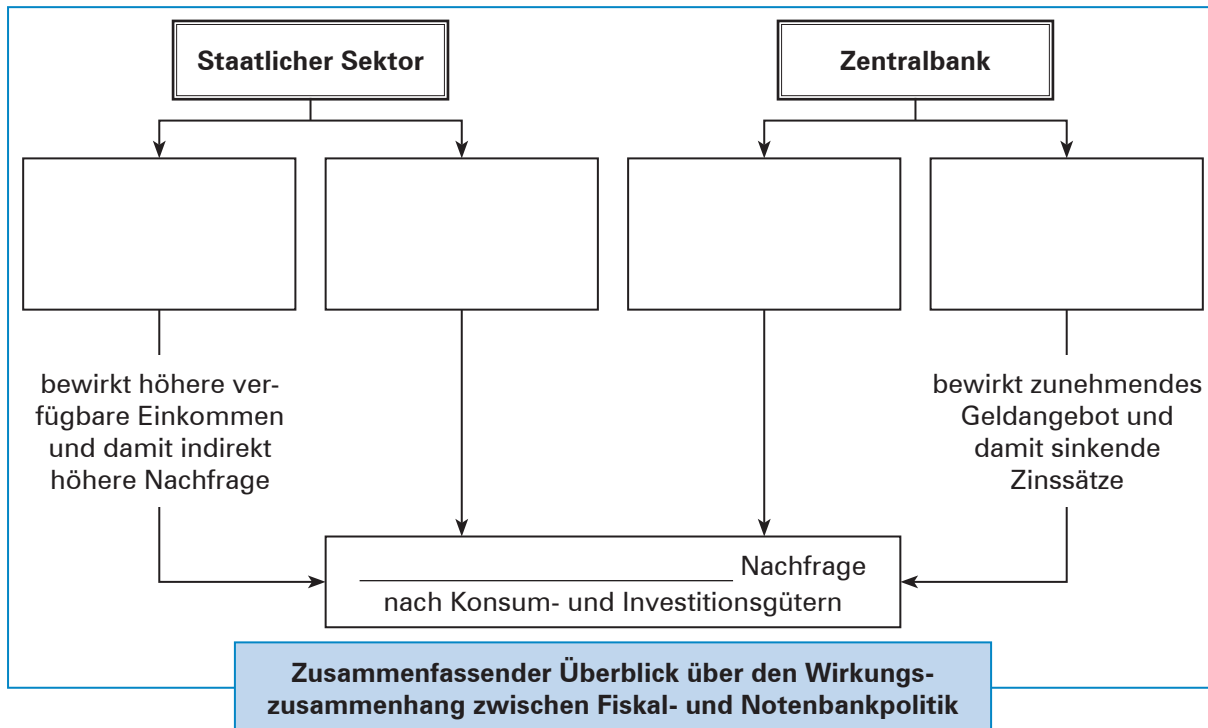 Staatlicher Sektor
Zentralbank
bewirkt höhere ver-
fügbare Einkommen
und damit indirekt
höhere Nachfrage
bewirkt zunehmendes
Geldangebot und
damit sinkende
Zinssätze
__________________________ Nachfrage
nach Konsum- und Investitionsgütern
Zusammenfassender Überblick über den Wirkungs-
zusammenhang zwischen Fiskal- und Notenbankpolitik